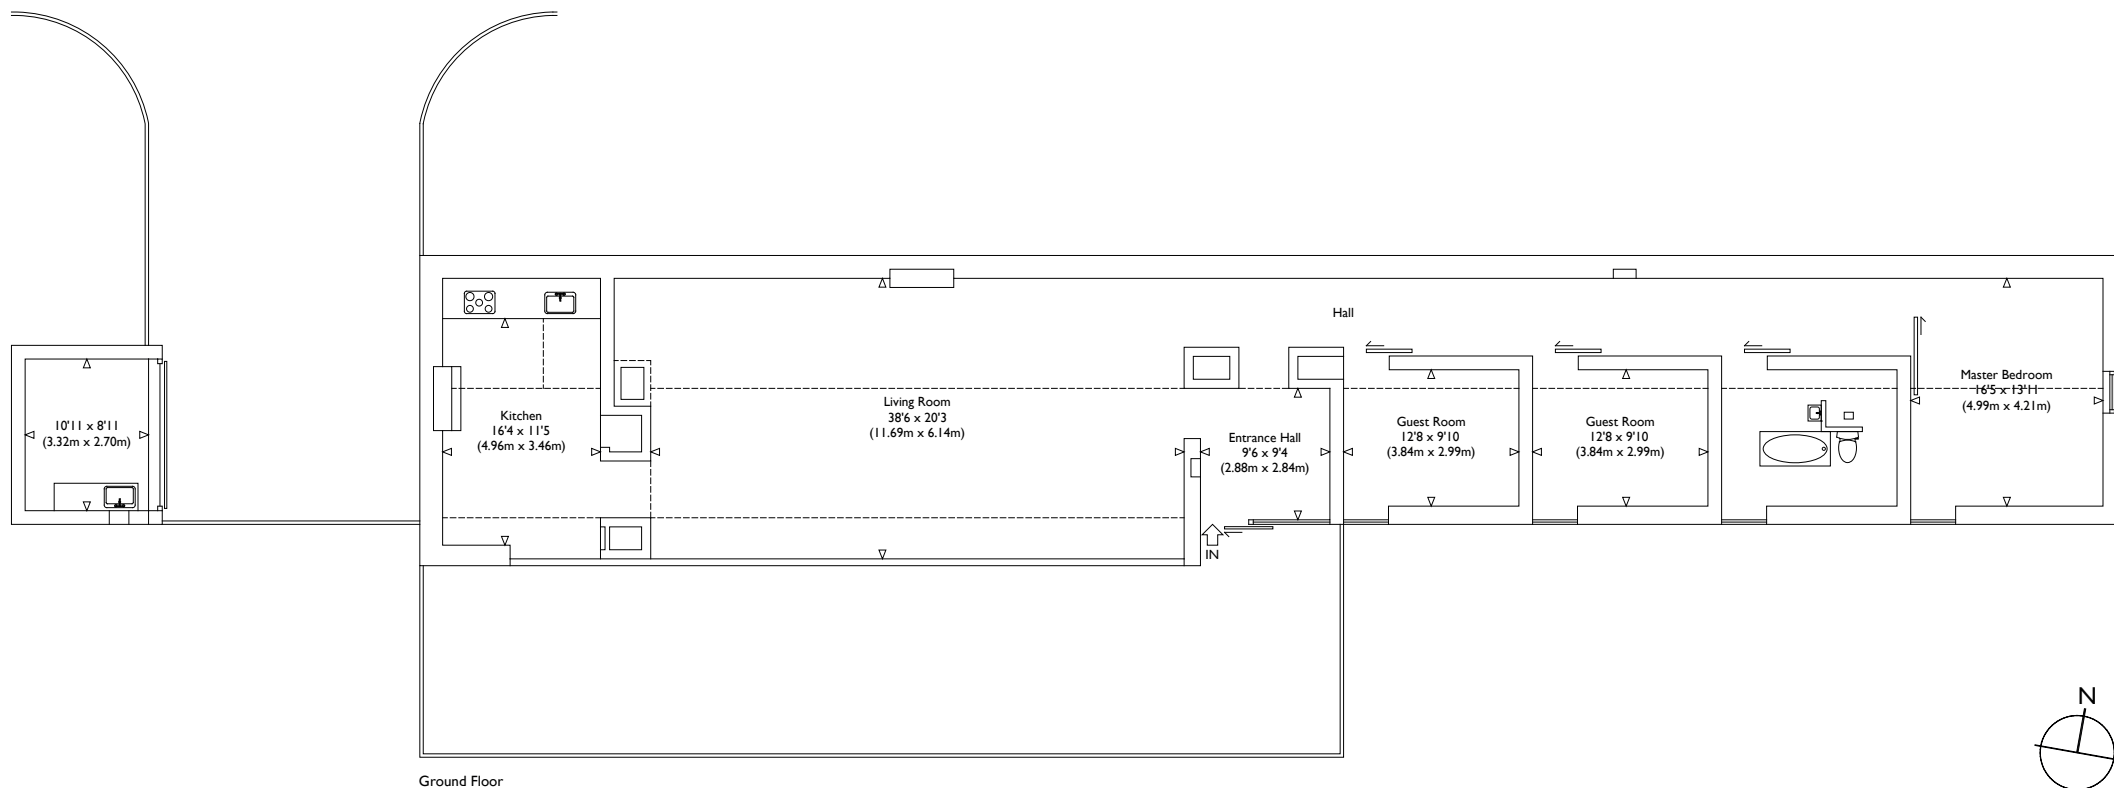 10'11 x 8'11
(3.32m x 2.70m)
Kitchen
16'4 x 11'5
(4.96m x 3.46m)
Living Room
38'6 x 20'3
(11.69m x 6.14m)
Hall
Entrance Hall
9'6 x 9'4
(2.88m x 2.84m)
IN
Guest Room
12'8 x 9'10
(3.84m x 2.99m)
Guest Room
12'8 x 9'10
(3.84m x 2.99m)
Master Bedroom
16'5 x 13'11
(4.99m x 4.21m)
N
Ground Floor